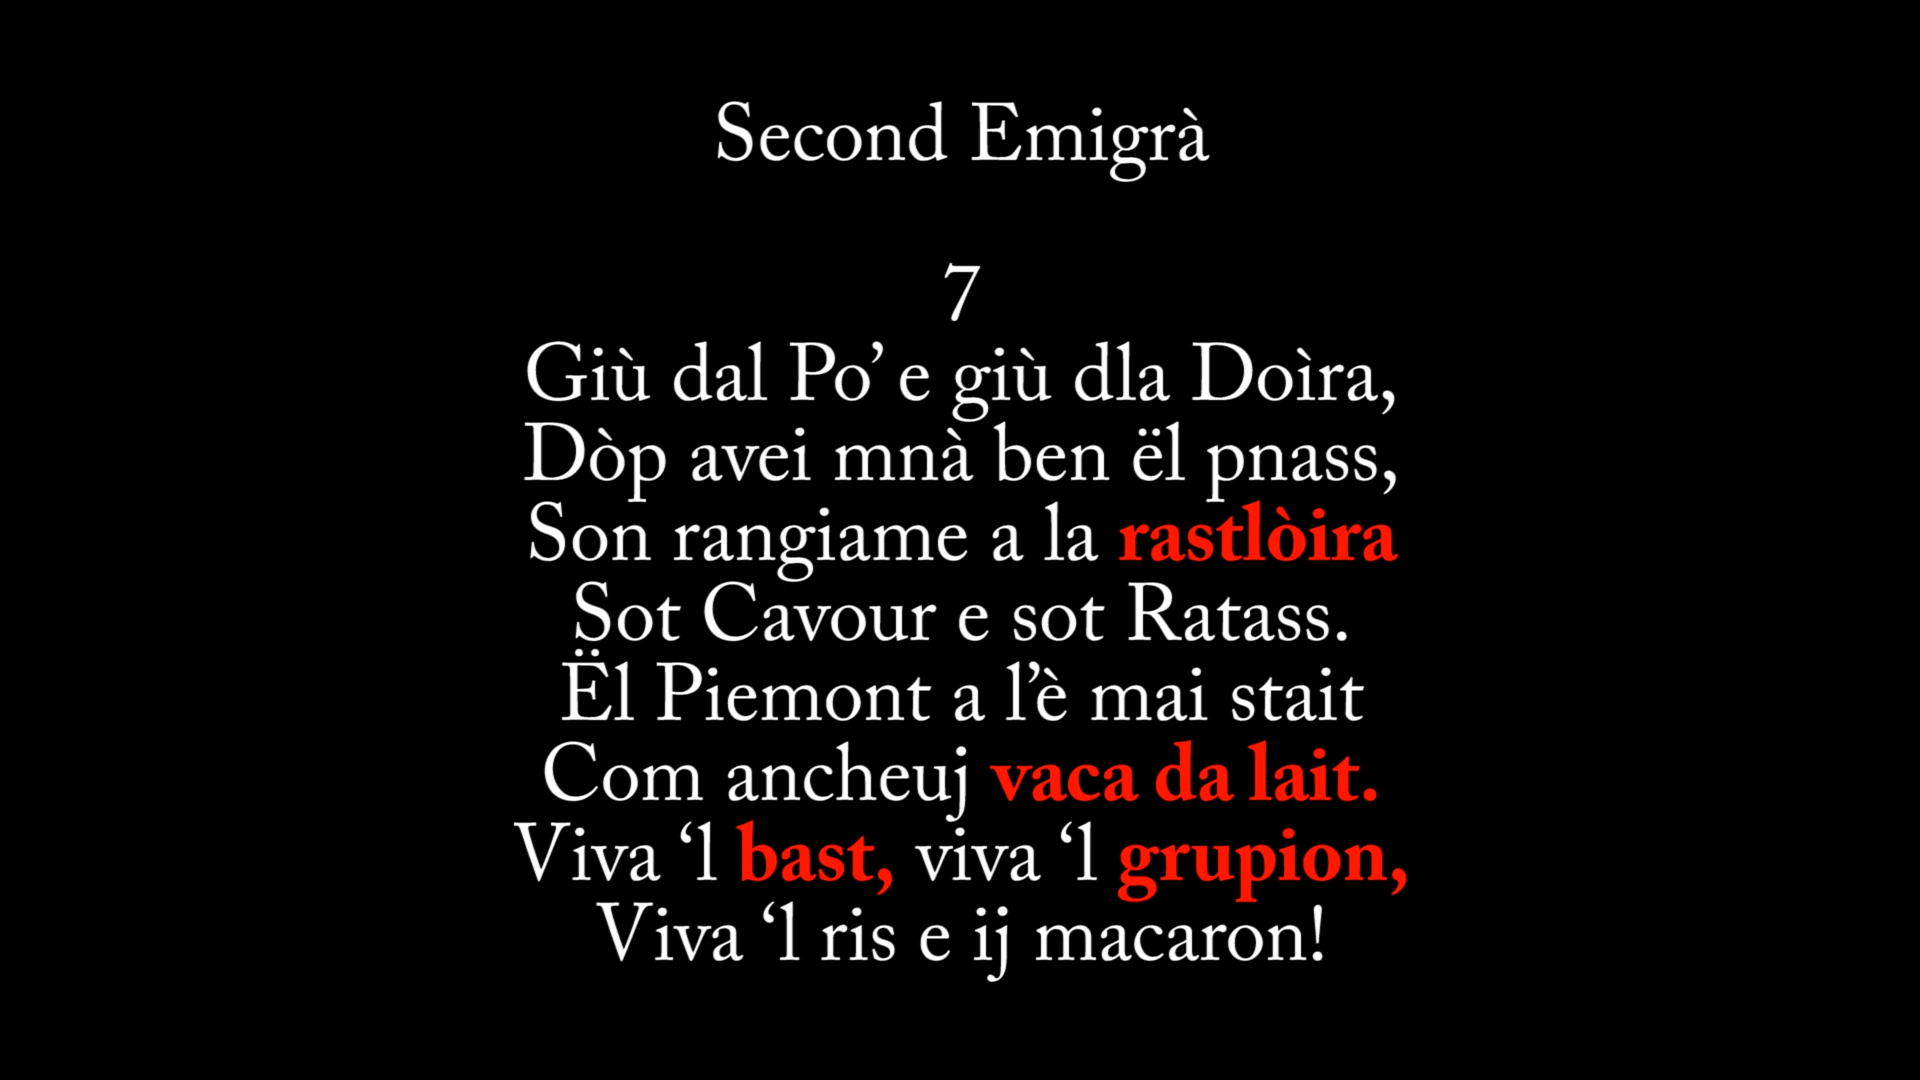 Second Emigrà
7
Giù dal Po’ e giù dla Doìra,
Dòp avei mnà ben ël pnass,
Son rangiame a la rastlòira
Sot Cavour e sot Ratass.
Ël Piemont a l’è mai stait
Com ancheuj vaca da lait.
Viva ‘l bast, viva ‘l grupion,
Viva ‘l ris e ij macaron!